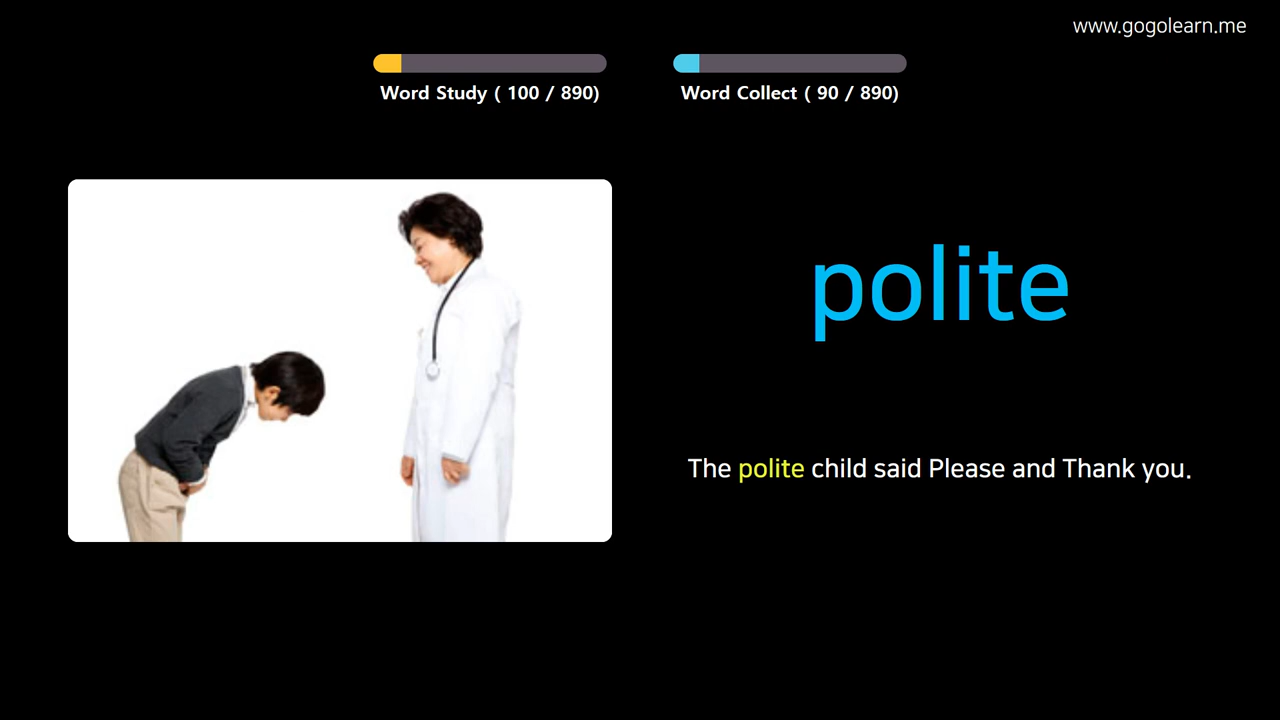 www.gogolearn.me
Word Study ( 100 / 890)
Word Collect ( 90 / 890)
polite
The polite child said Please and Thank you.